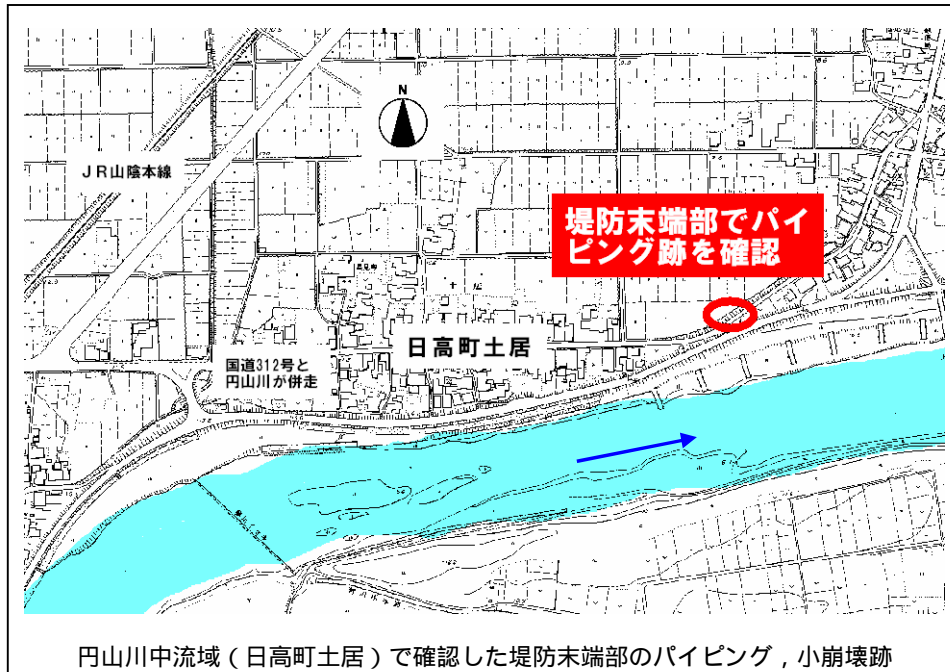 N
JR山陰本線
堤防末端部でパイ
ピング跡を確認
日高町土居
国道312号と
円山川が併走
円山川中流域(日高町土居)で確認した堤防末端部のパイピング,小崩壊跡